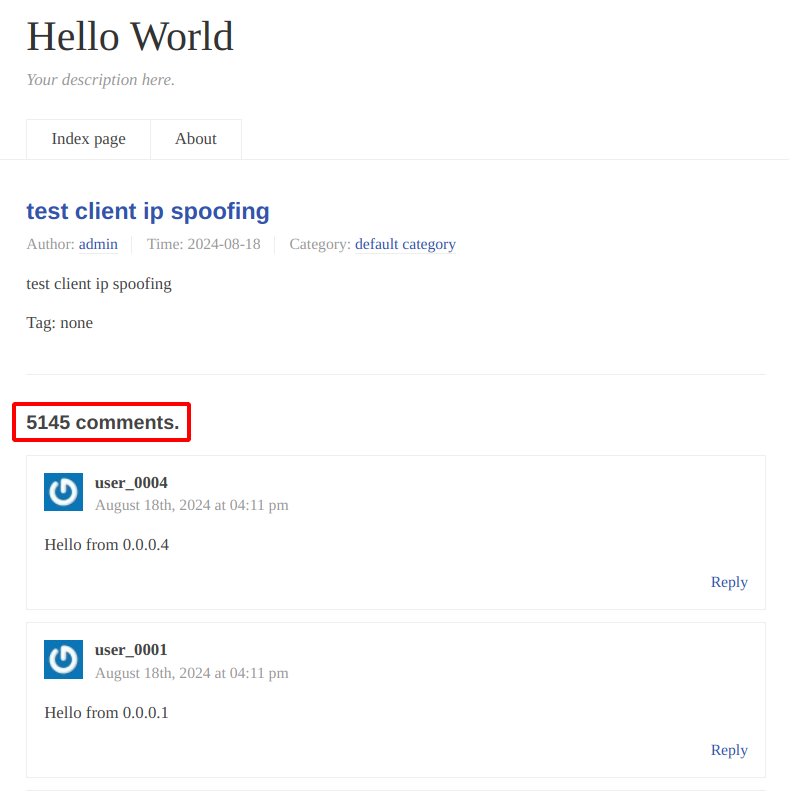 Hello World
Your description here.
Index page About
test client ip spoofing
Author: admin Time: 2024-08-18 Category: default category
test client ip spoofing
Tag: none
5145 comments.
user_0004
August 18th, 2024 at 04:11 pm
Hello from 0.0.0.4
Reply
user_0001
August 18th, 2024 at 04:11 pm
Hello from 0.0.0.1
Reply